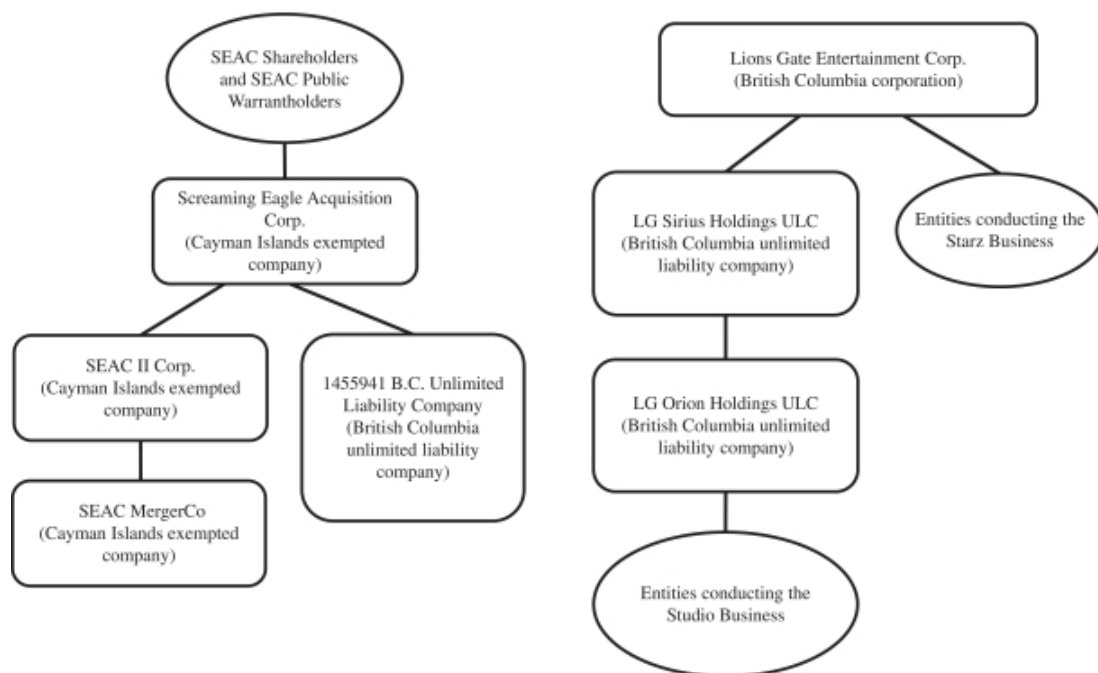 SEAC Shareholders
and SEAC Public
Warrantholders
Screaming Eagle Acquisition
Corp.
(Cayman Islands exempted
company)
SEAC II Corp.
(Cayman Islands exempted
company)
1455941 B.C. Unlimited
Liability Company
(British Columbia
unlimited liability
company)
SEAC MergerCo
(Cayman Islands exempted
company)
Lions Gate Entertainment Corp.
(British Columbia corporation)
LG Sirius Holdings ULC
(British Columbia unlimited
liability company)
Entities conducting the
Starz Business
LG Orion Holdings ULC
(British Columbia unlimited
liability company)
Entities conducting the
Studio Business